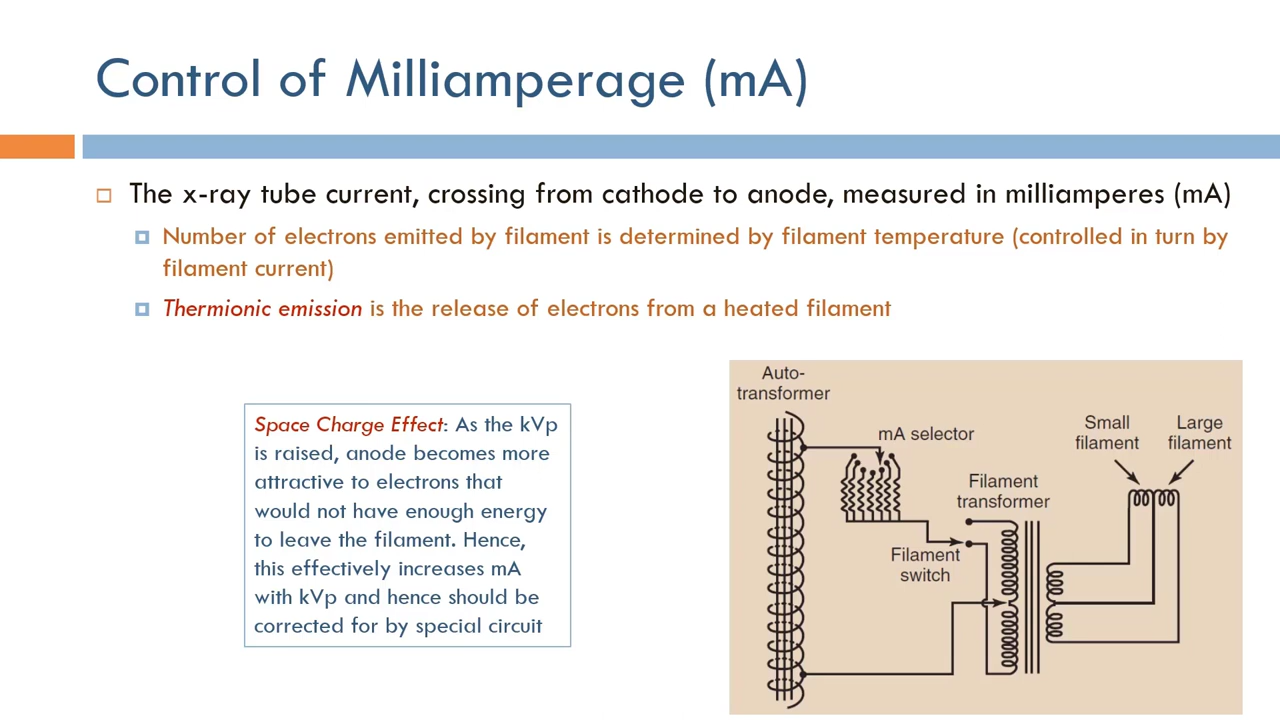 Control of Milliamperage (mA)
The x-ray tube current, crossing from cathode to anode, measured in milliamperes (mA)
Number of electrons emitted by filament is determined by filament temperature (controlled in turn by
filament current)
Thermionic emission is the release of electrons from a heated filament
Space Charge Effect: As the kVp
is raised, anode becomes more
attractive to electrons that
would not have enough energy
to leave the filament. Hence,
this effectively increases mA
with kVp and hence should be
corrected for by special circuit
Auto-
transformer
mA selector
Filament
transformer
Small
filament
Large
filament
Filament
switch